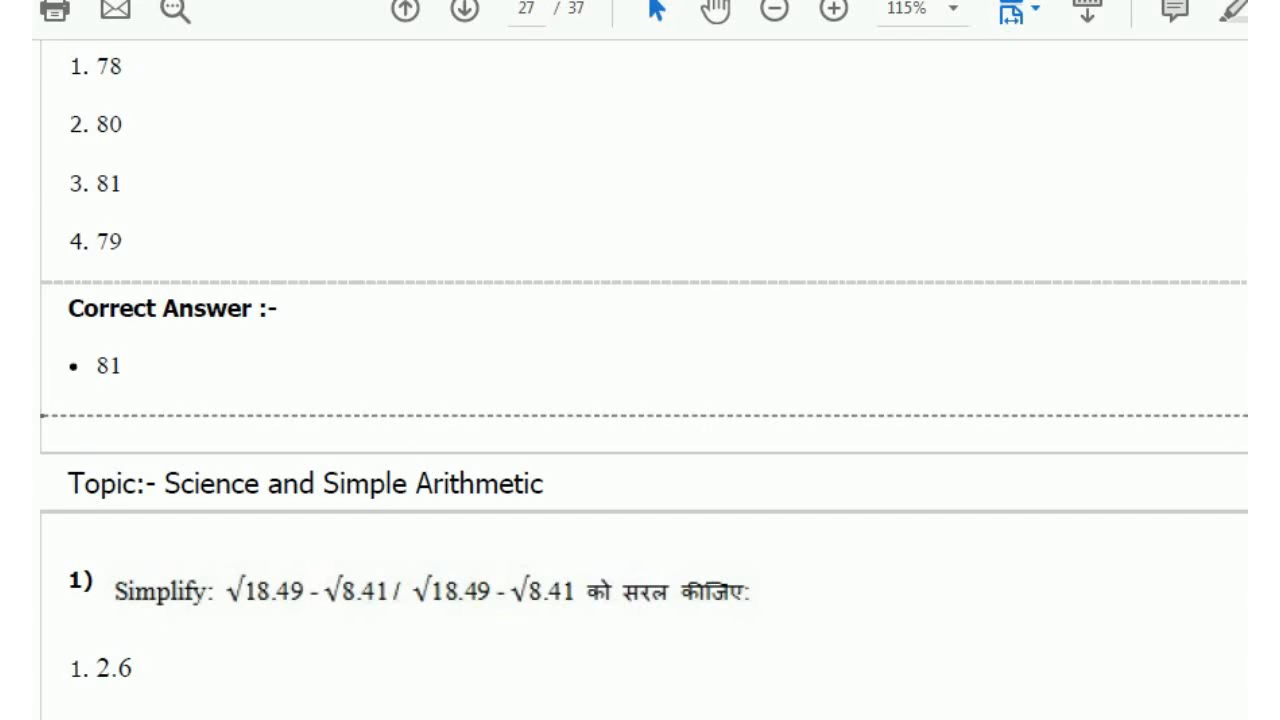 27 / 37 115%
1. 78
2. 80
3. 81
4. 79
Correct Answer :-
• 81
Topic:- Science and Simple Arithmetic
1) Simplify: √18.49 - √8.41 / √18.49 - √8.41 को सरल कीजिए:
1. 2.6